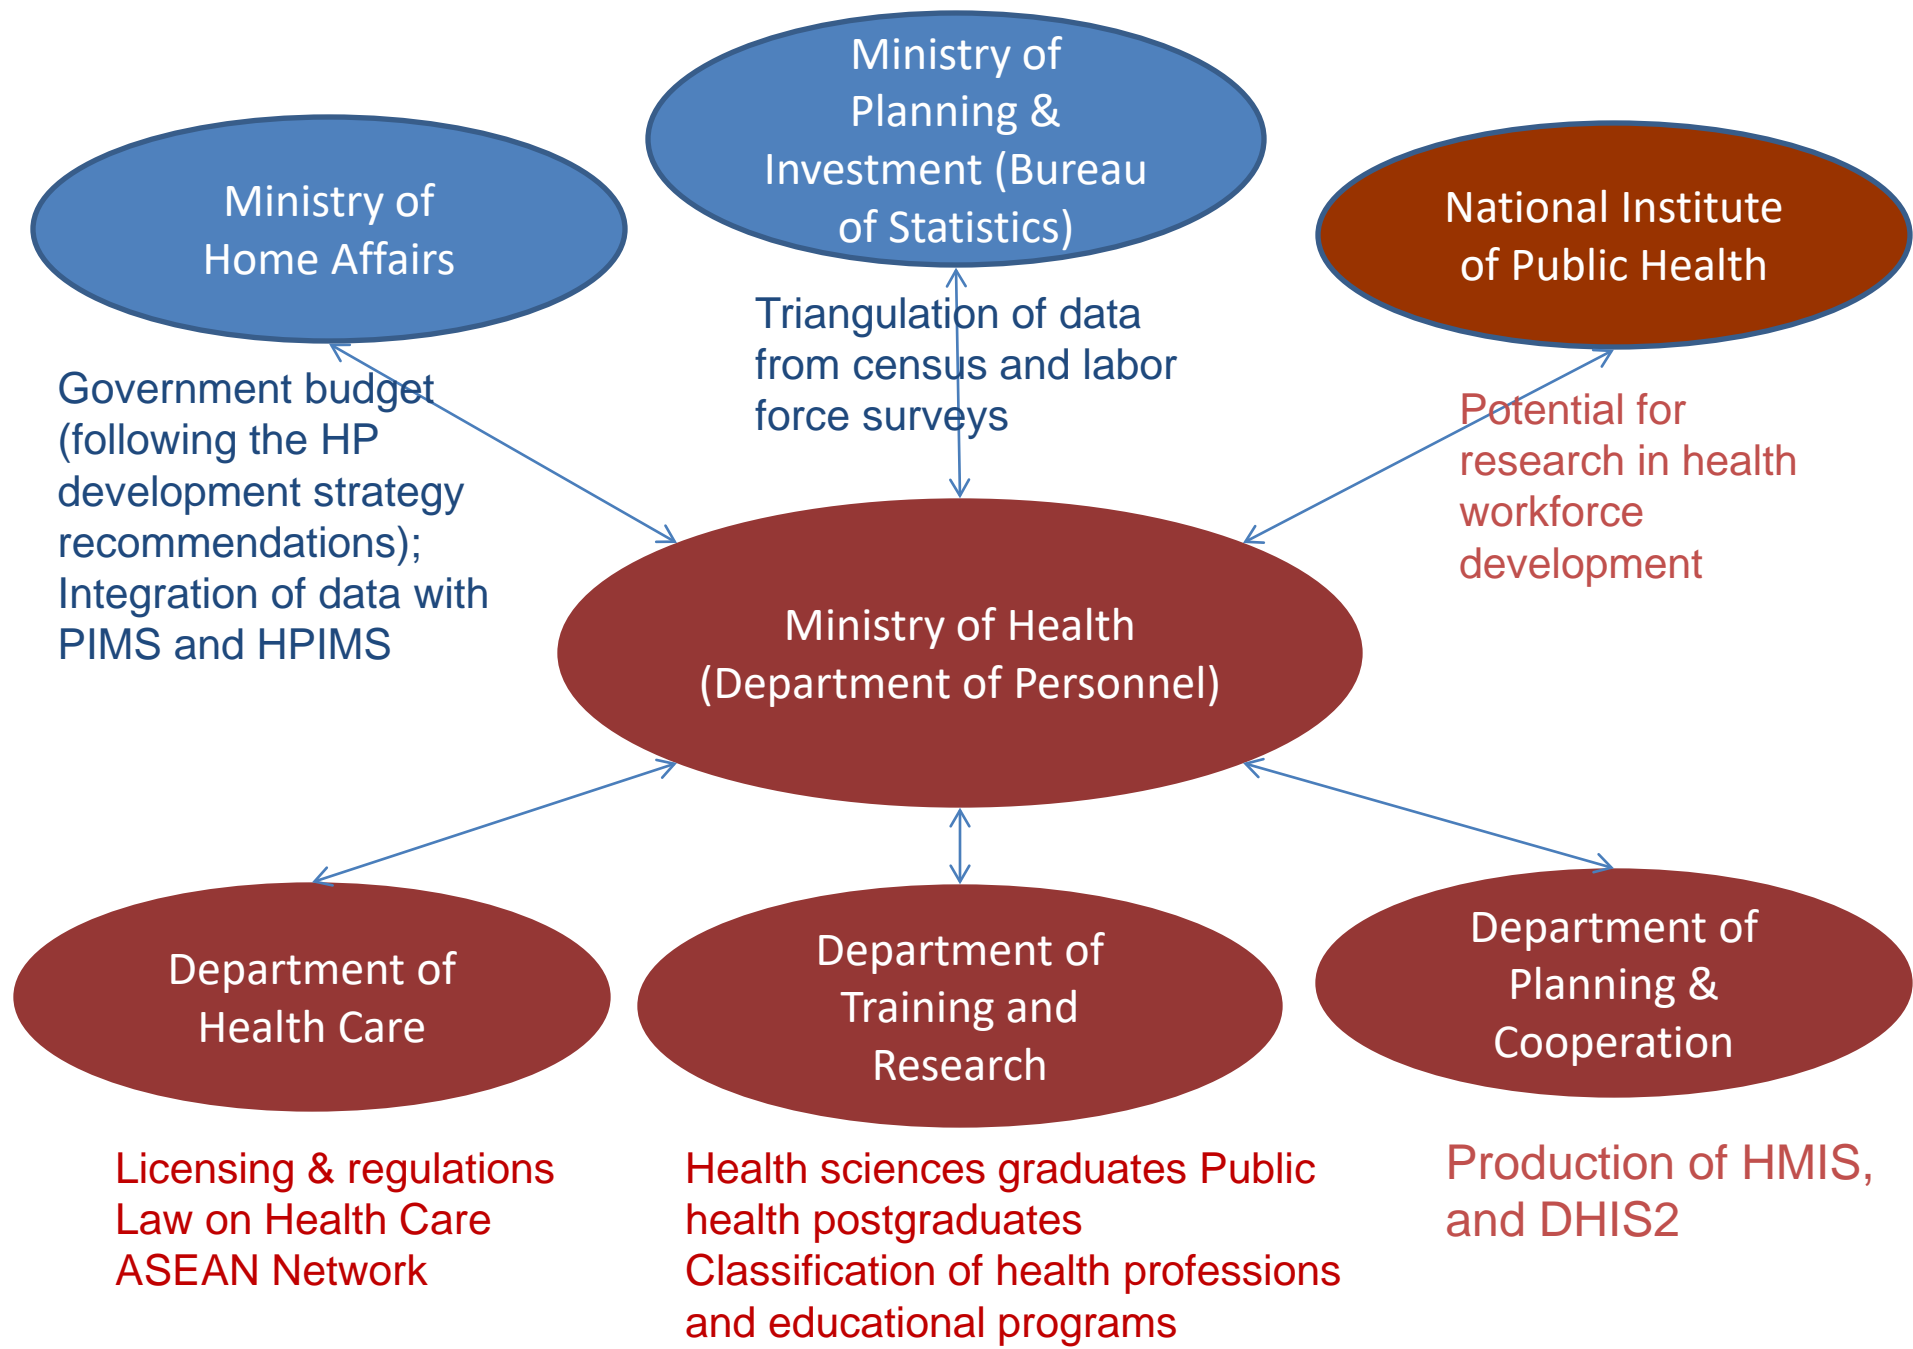 Ministry of
Planning &
Investment (Bureau
of Statistics)
Ministry of
Home Affairs
National Institute
of Public Health
Triangulation of data
from census and labor
force surveys
Government budget
(following the HP
development strategy
recommendations);
Integration of data with
PIMS and HPIMS
Potential for
research in health
workforce
development
Ministry of Health
(Department of Personnel)
Department of
Health Care
Department of
Training and
Research
Department of
Planning &
Cooperation
Licensing & regulations
Law on Health Care
ASEAN Network
Health sciences graduates Public
health postgraduates
Classification of health professions
and educational programs
Production of HMIS,
and DHIS2